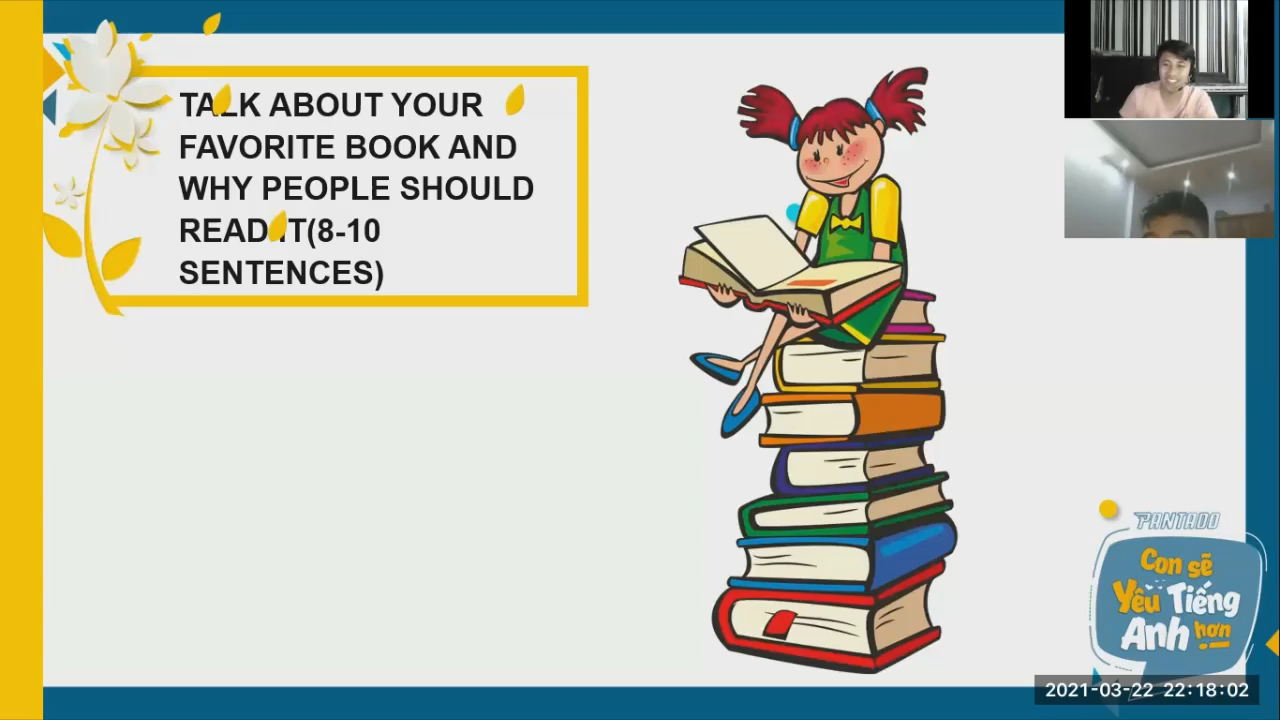 TALK ABOUT YOUR
FAVORITE BOOK AND
WHY PEOPLE SHOULD
READ IT(8-10
SENTENCES)
PANTADO
Con sẽ
Yêu Tiếng
Anh hơn
2021-03-22 22:18:02